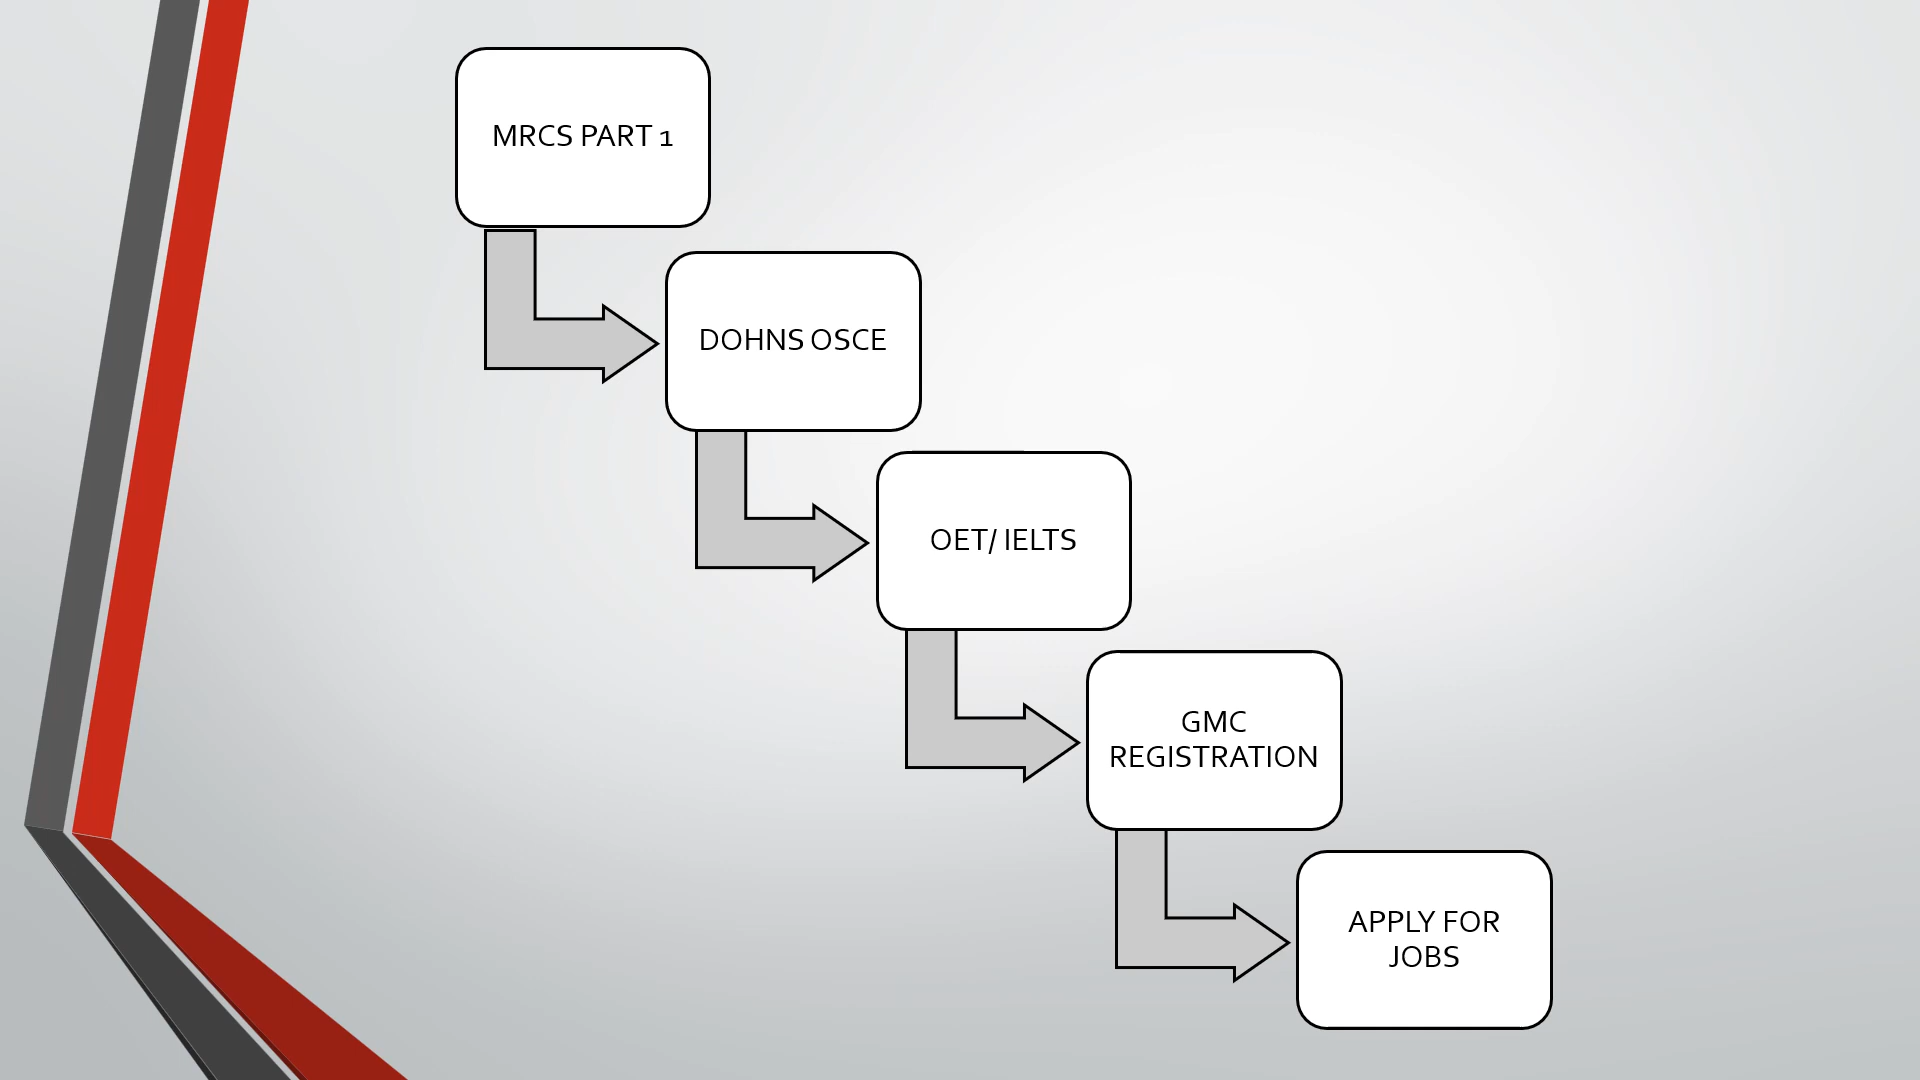 MRCS PART 1
DOHNS OSCE
OET/ IELTS
GMC
REGISTRATION
APPLY FOR
JOBS